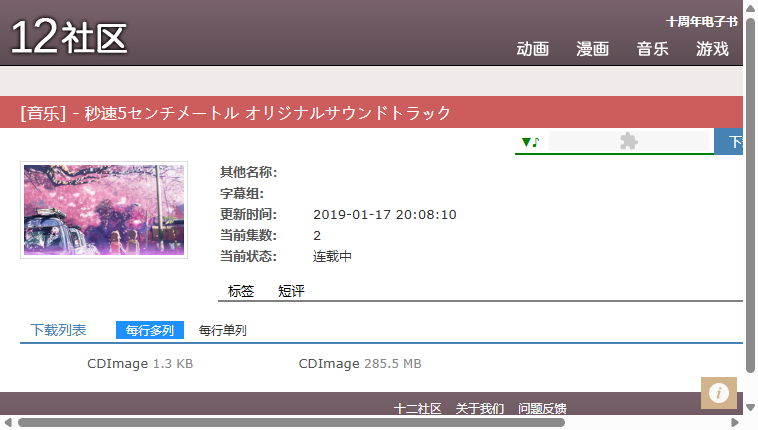 十周年电子书
12社区
动画 漫画 音乐 游戏
[音乐] - 秒速5センチメートル オリジナルサウンドトラック
▼♪
其他名称:
字幕组:
更新时间: 2019-01-17 20:08:10
当前集数: 2
当前状态: 连载中
标签 短评
下载列表 每行多列 每行单列
CDImage 1.3 KB CDImage 285.5 MB
十二社区 关于我们 问题反馈